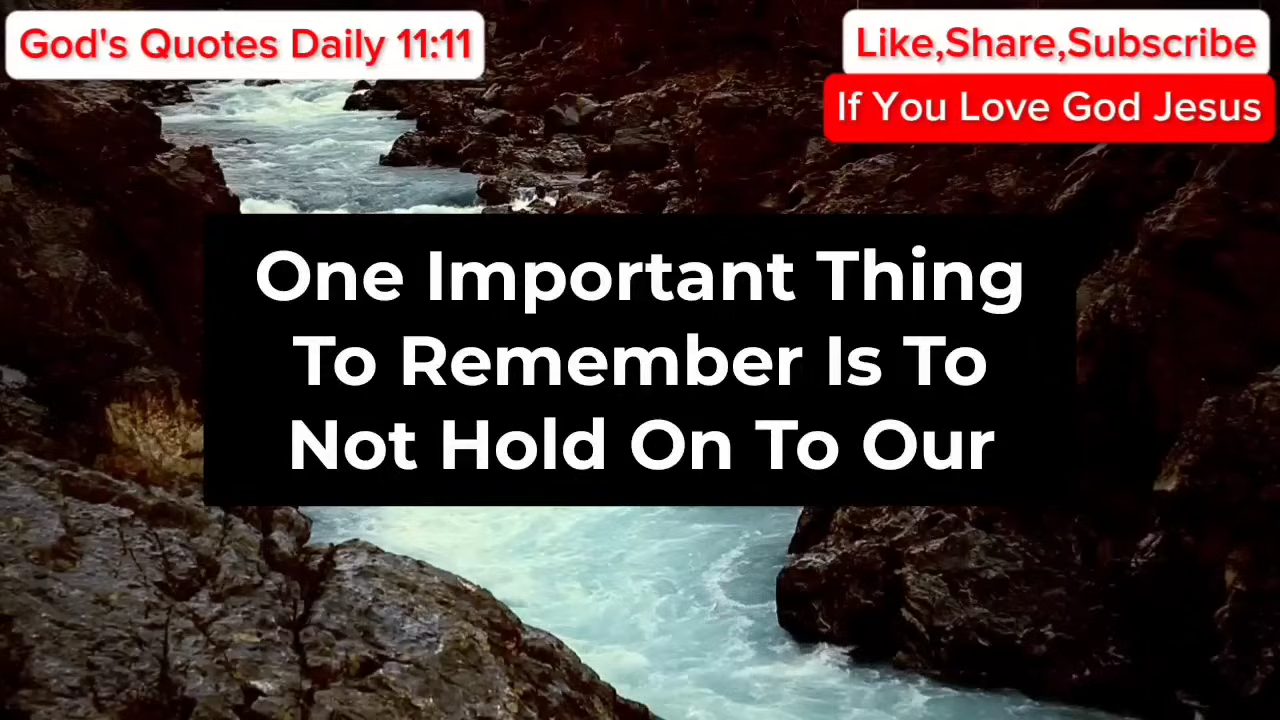 God's Quotes Daily 11:11
Like,Share,Subscribe
If You Love God Jesus
One Important Thing
To Remember Is To
Not Hold On To Our